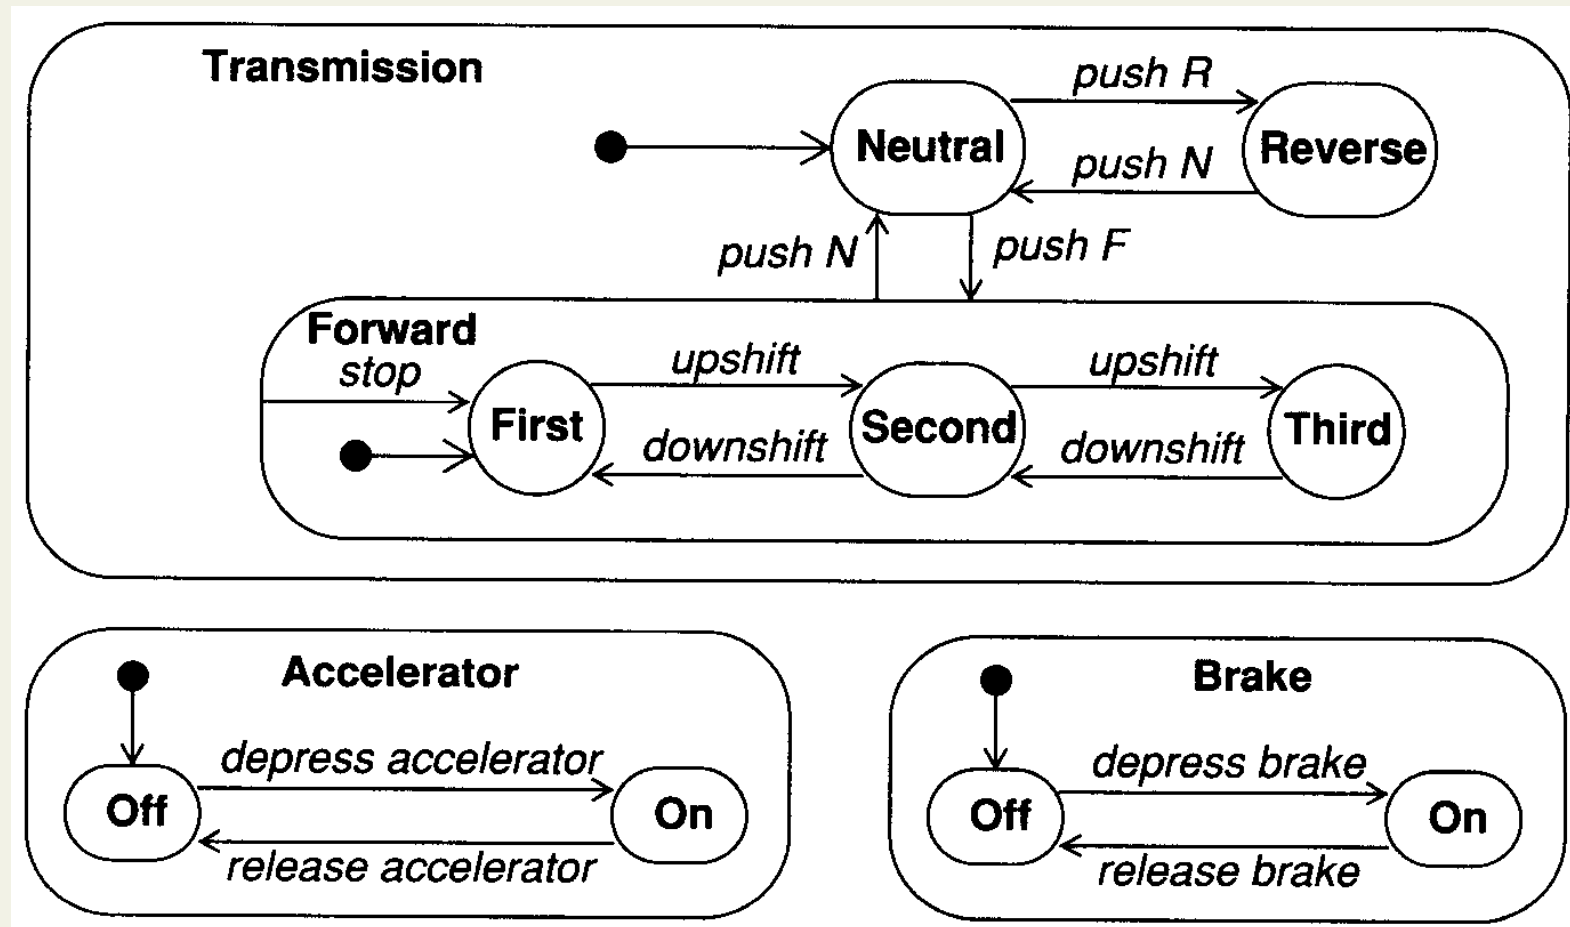 Transmission
push R
Neutral
Reverse
push N
push N
push F
Forward
stop
upshift
upshift
First
Second
Third
downshift
downshift
Accelerator
depress accelerator
Off
On
release accelerator
Brake
depress brake
Off
On
release brake